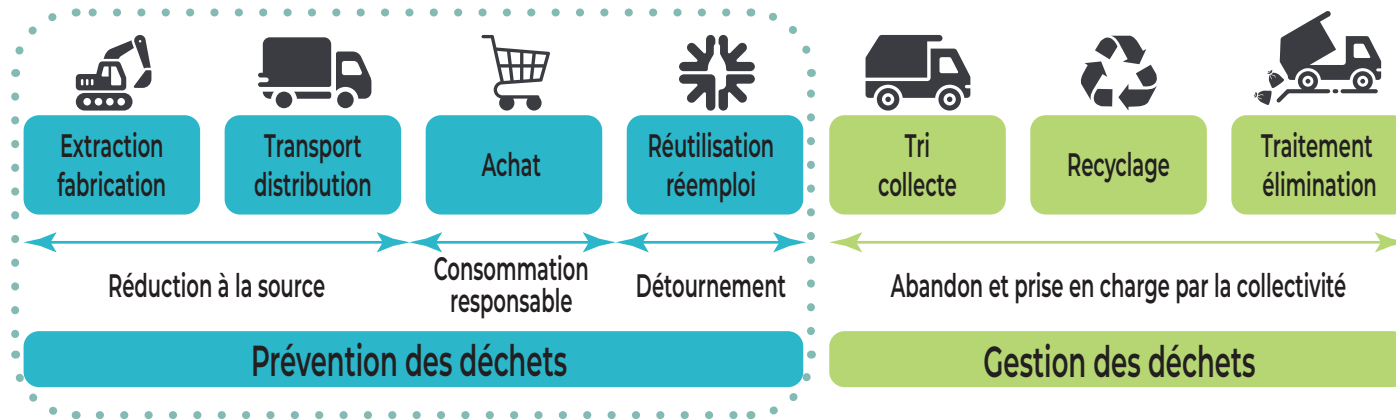 Extraction
fabrication
Transport
distribution
Achat
Réutilisation
réemploi
Tri
collecte
Recyclage
Traitement
élimination
Réduction à la source
Consommation
responsable
Détournement
Abandon et prise en charge par la collectivité
Prévention des déchets
Gestion des déchets